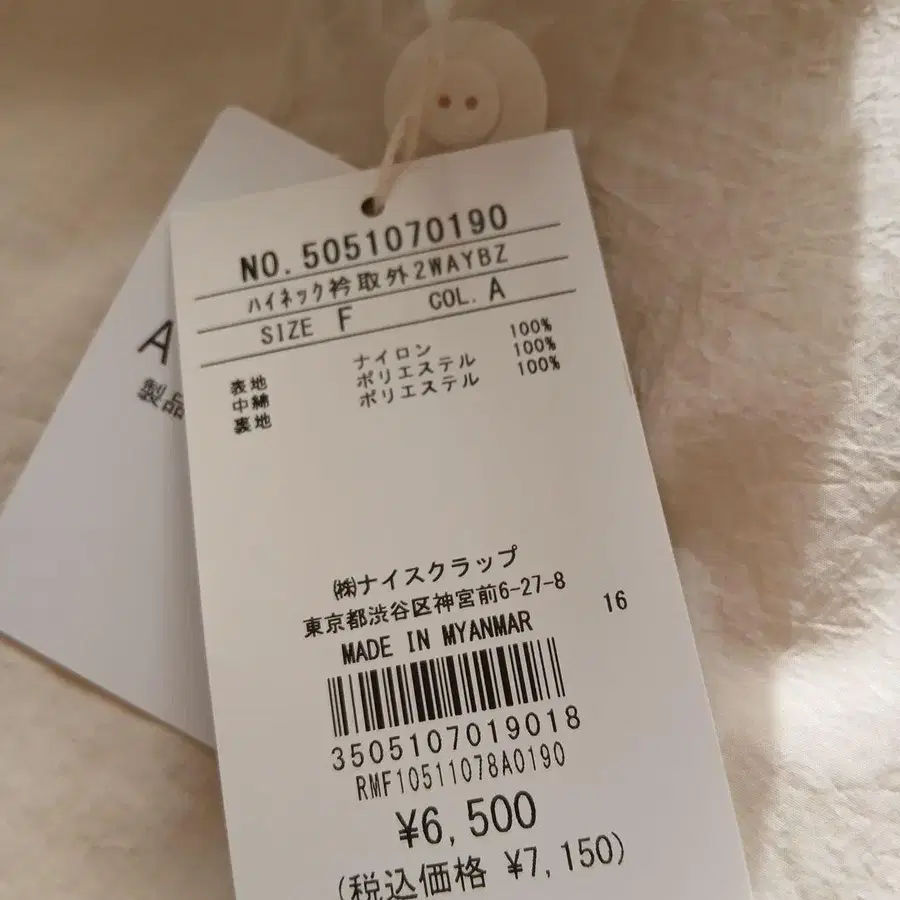 NO. 5051070190
ハイネック衿取外2WAYBZ
SIZE F COL. A
表地 ナイロン 100%
中綿 ポリエステル 100%
裏地 ポリエステル 100%
㈱ナイスクラップ
東京都渋谷区神宮前6-27-8
16
MADE IN MYANMAR
3505107019018
RMF10511078A0190
¥6,500
(税込価格 ¥7,150)
A
製品